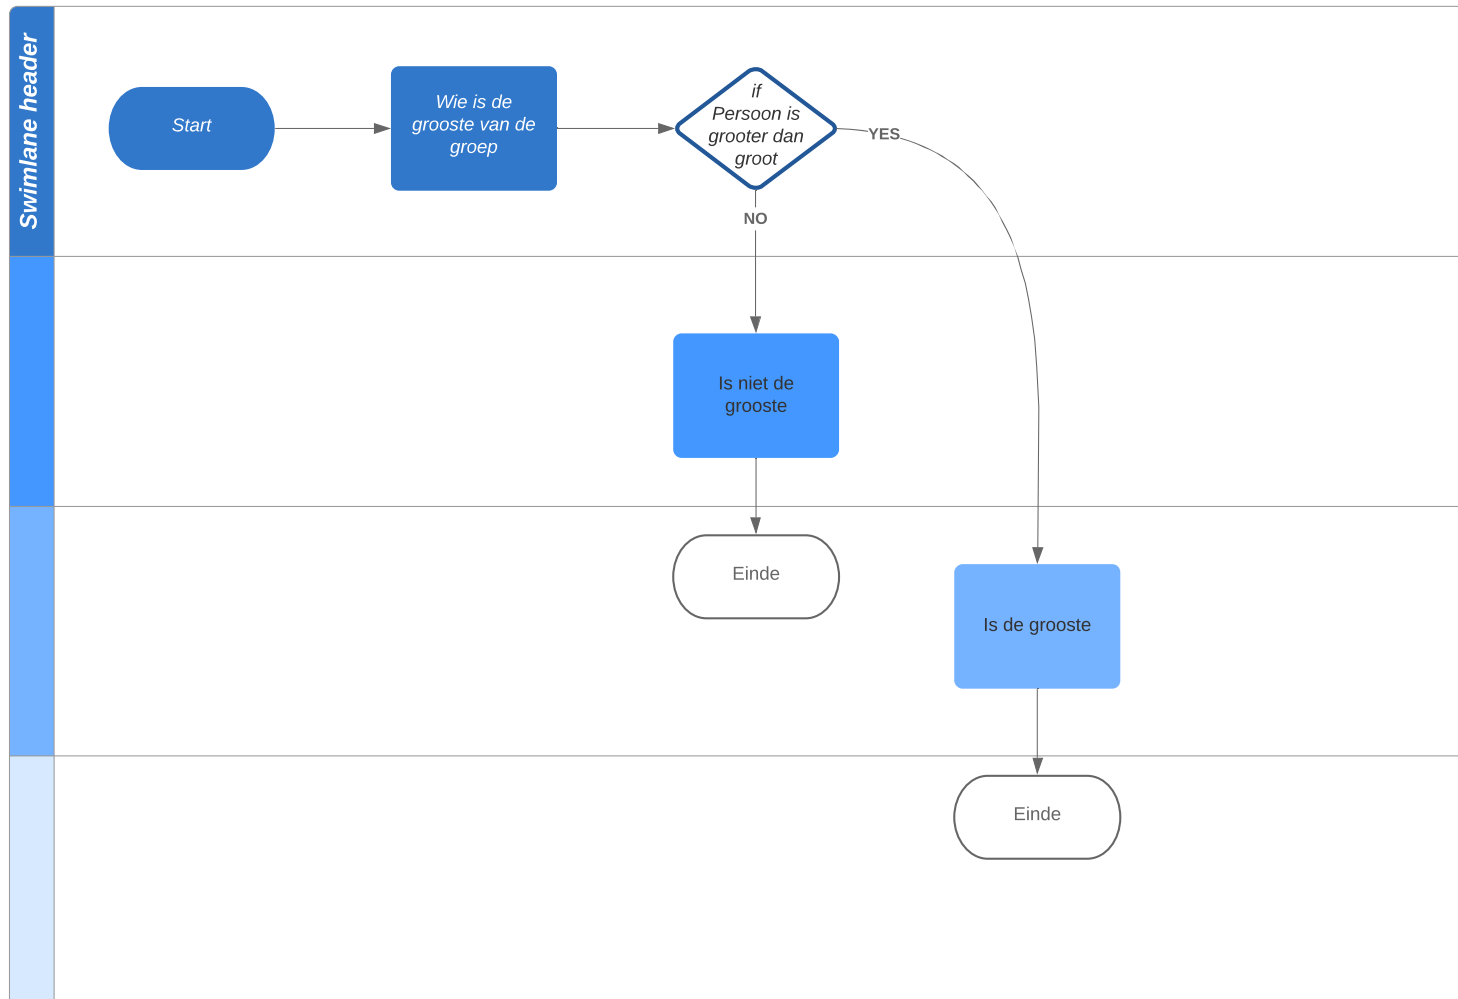 Swimlane header
Start
Wie is de
grooste van de
groep
if
Persoon is
grooter dan
groot
YES
NO
Is niet de
grooste
Einde
Is de grooste
Einde